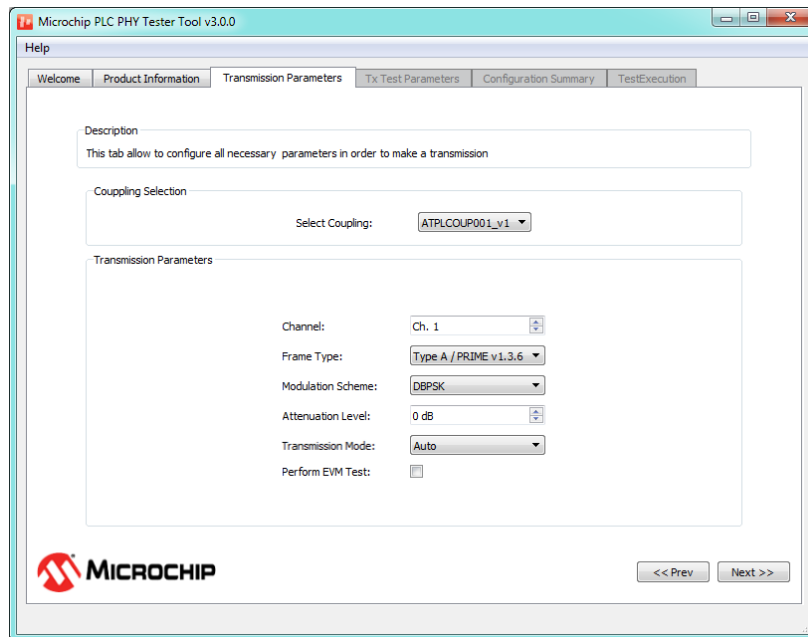 Microchip PLC PHY Tester Tool v3.0.0
Help
Welcome Product Information Transmission Parameters Tx Test Parameters Configuration Summary TestExecution
Description
This tab allow to configure all necessary parameters in order to make a transmission
Couppling Selection
Select Coupling: ATPLCOUP001_v1
Transmission Parameters
Channel: Ch. 1
Frame Type: Type A / PRIME v1.3.6
Modulation Scheme: DBPSK
Attenuation Level: 0 dB
Transmission Mode: Auto
Perform EVM Test:
MICROCHIP
<< Prev Next >>